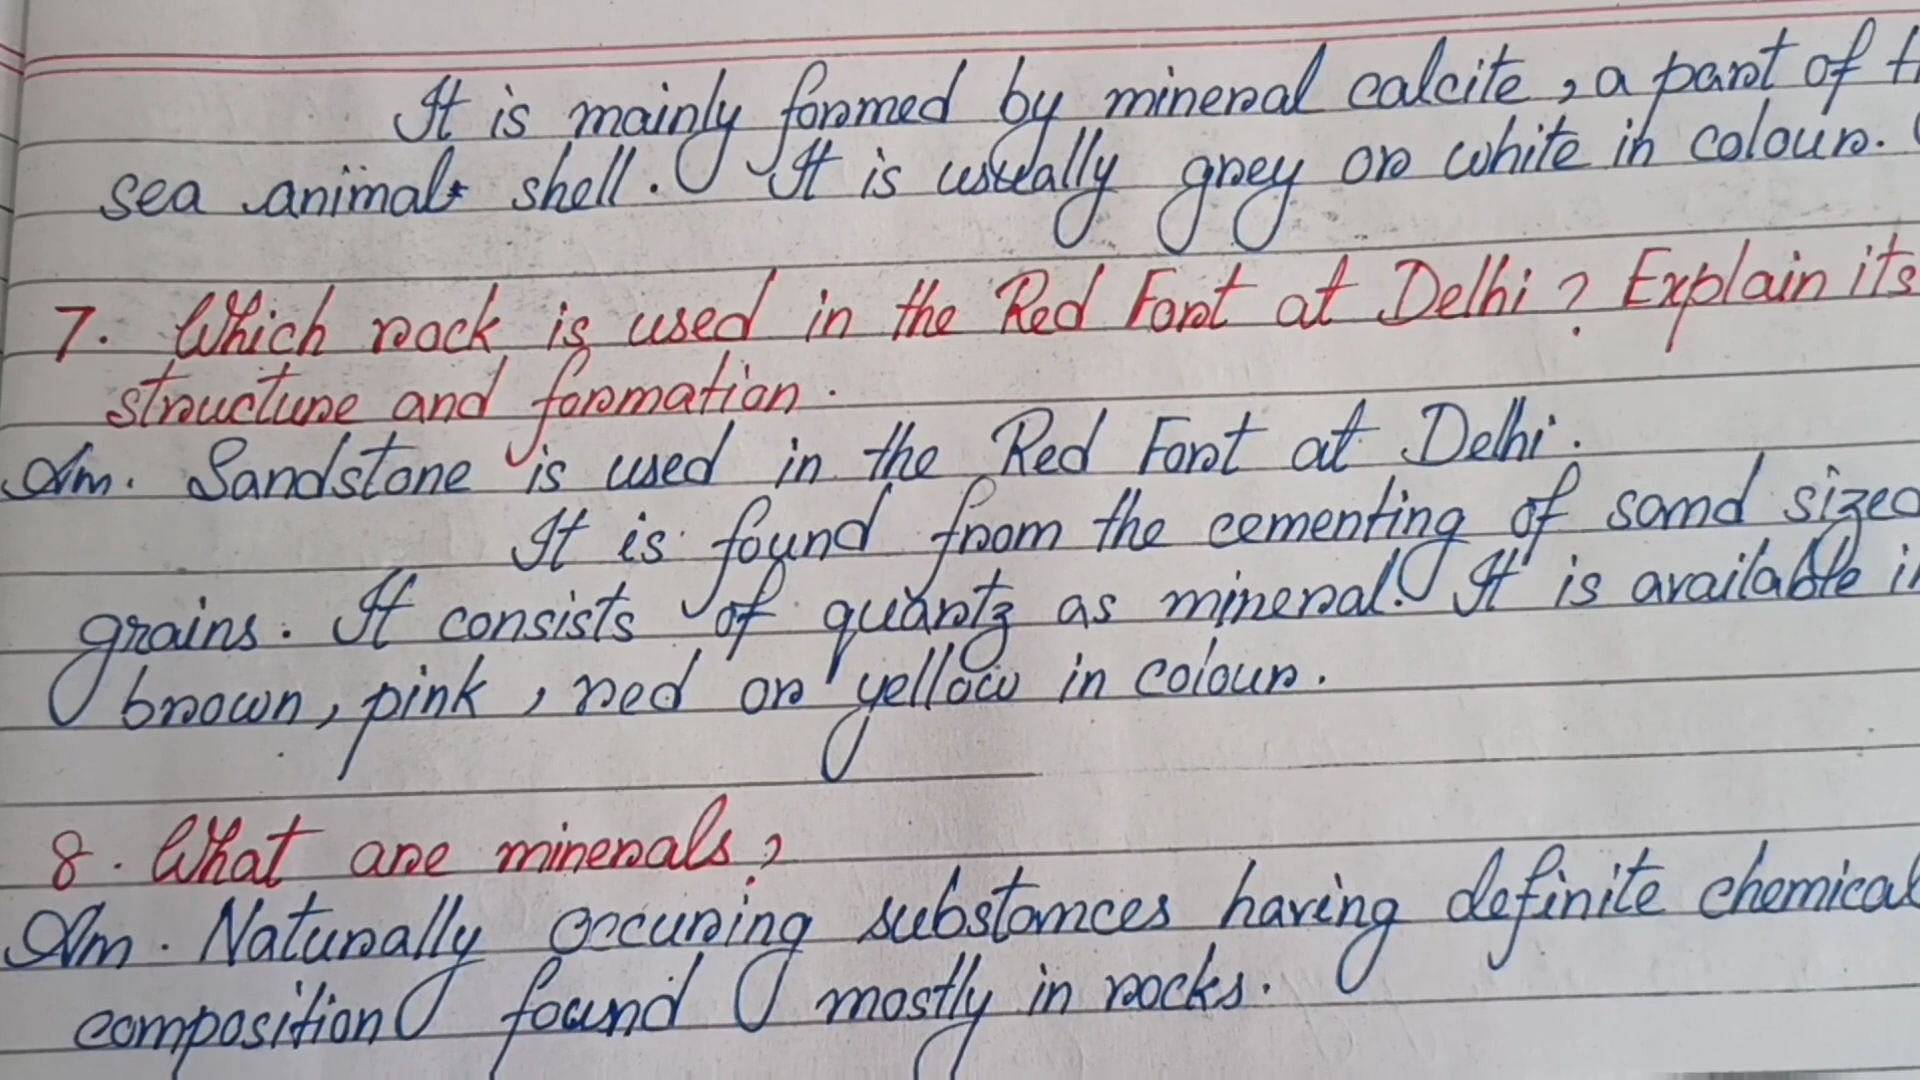 It is mainly formed by mineral calcite, a part of
sea animals shell. It is usually grey or white in colour.
7. Which rock is used in the Red Fort at Delhi? Explain its
structure and formation.
Ans. Sandstone is used in the Red Fort at Delhi.
It is found from the cementing of sand sized
grains. It consists of quartz as mineral. It is available in
brown, pink, red or yellow in colour.
8. What are minerals?
Ans. Naturally occuring substances having definite chemical
composition found mostly in rocks.